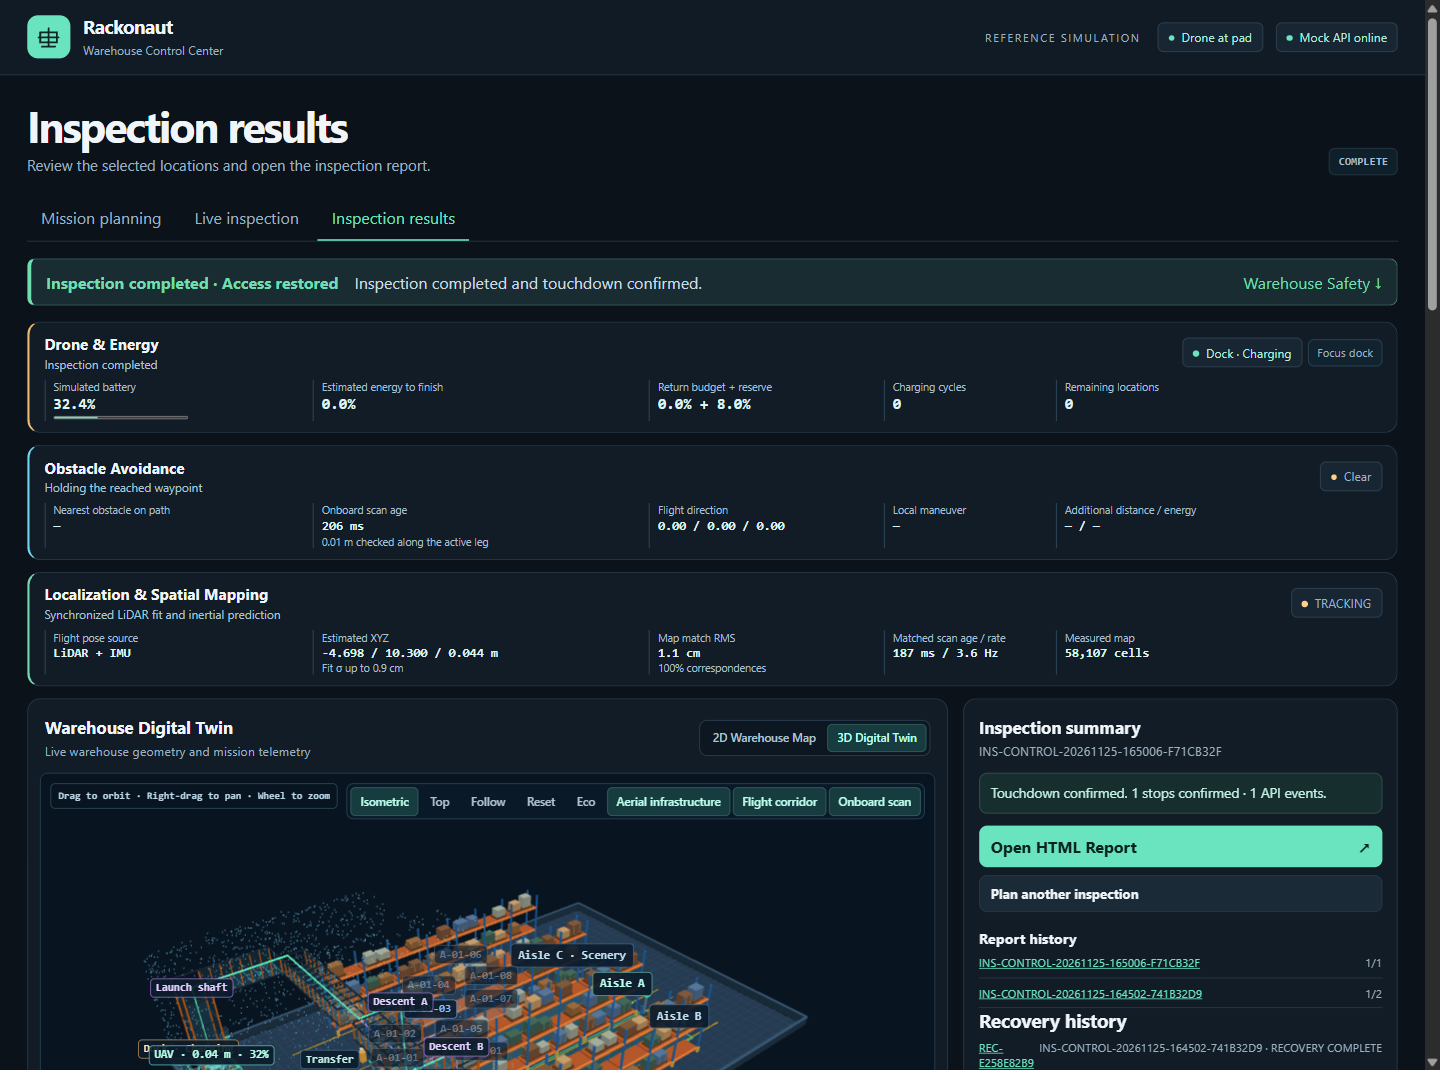 Rackonaut
Warehouse Control Center
REFERENCE SIMULATION
Drone at pad
Mock API online
Inspection results
Review the selected locations and open the inspection report.
COMPLETE
Mission planning
Live inspection
Inspection results
Inspection completed · Access restored
Inspection completed and touchdown confirmed.
Warehouse Safety ↓
Drone & Energy
Inspection completed
Dock · Charging
Focus dock
Simulated battery
32.4%
Estimated energy to finish
0.0%
Return budget + reserve
0.0% + 8.0%
Charging cycles
0
Remaining locations
0
Obstacle Avoidance
Holding the reached waypoint
Clear
Nearest obstacle on path
—
Onboard scan age
206 ms
0.01 m checked along the active leg
Flight direction
0.00 / 0.00 / 0.00
Local maneuver
—
Additional distance / energy
— / —
Localization & Spatial Mapping
Synchronized LiDAR fit and inertial prediction
TRACKING
Flight pose source
LiDAR + IMU
Estimated XYZ
-4.698 / 10.300 / 0.044 m
Fit σ up to 0.9 cm
Map match RMS
1.1 cm
100% correspondences
Matched scan age / rate
187 ms / 3.6 Hz
Measured map
58,107 cells
Warehouse Digital Twin
Live warehouse geometry and mission telemetry
2D Warehouse Map
3D Digital Twin
Drag to orbit · Right-drag to pan · Wheel to zoom
Isometric
Top
Follow
Reset
Eco
Aerial infrastructure
Flight corridor
Onboard scan
A-01-06
Aisle C · Scenery
A-01-08
Aisle A
A-01-04
Launch shaft
A-01-07
Descent A
-03
Aisle B
A-01-05
A-01-02
Descent B
01
UAV · 0.04 m · 32%
Transfer
A-01-01
Inspection summary
INS-CONTROL-20261125-165006-F71CB32F
Touchdown confirmed. 1 stops confirmed · 1 API events.
Open HTML Report ↗
Plan another inspection
Report history
INS-CONTROL-20261125-165006-F71CB32F 1/1
INS-CONTROL-20261125-164502-741B32D9 1/2
Recovery history
REC-E258E82B9 INS-CONTROL-20261125-164502-741B32D9 · RECOVERY COMPLETE